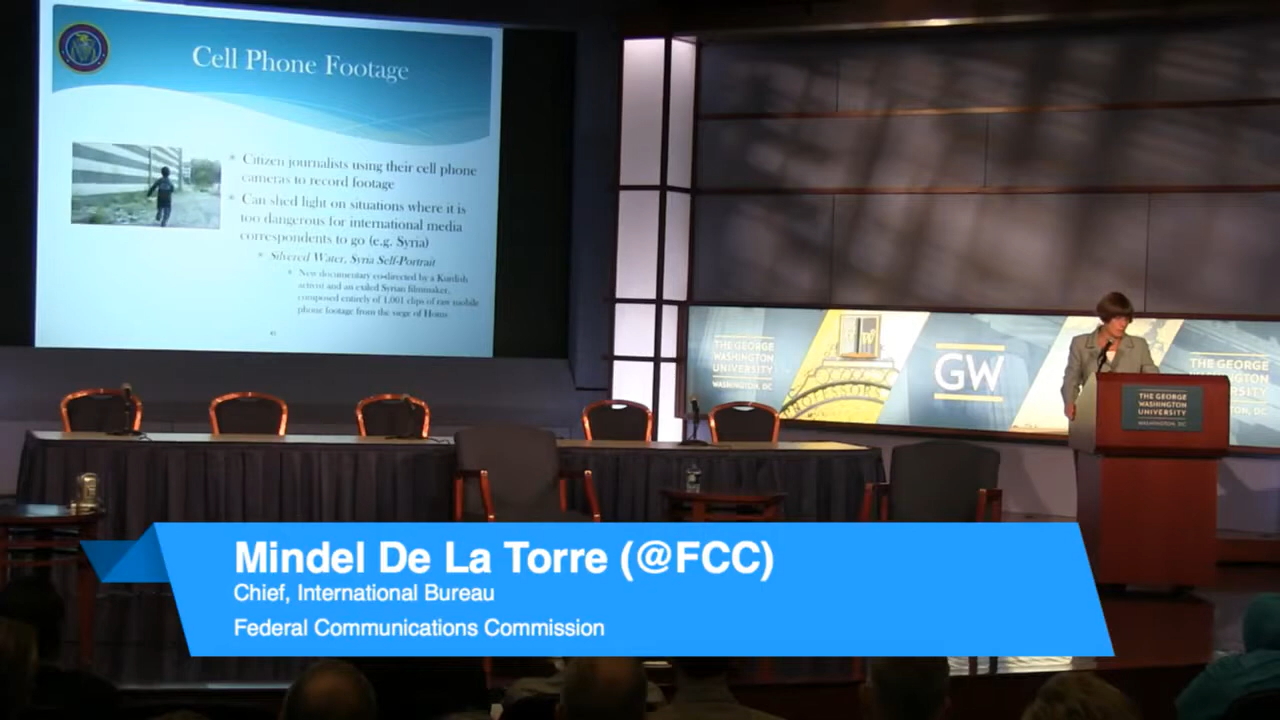 Cell Phone Footage
* Citizen journalists using their cell phone
cameras to record footage
* Can shed light on situations where it is
too dangerous for international media
correspondents to go (e.g. Syria)
* Silvered Water, Syria Self-Portrait
* New documentary co-directed by a Kurdish
activist and an exiled Syrian filmmaker,
composed entirely of 1,001 clips of raw mobile
phone footage from the siege of Homs
THE GEORGE
WASHINGTON
UNIVERSITY
WASHINGTON, DC
GW
THE GEORGE
WASHINGTON
UNIVERSITY
WASHINGTON, DC
THE GEORGE
Mindel De La Torre (@FCC)
Chief, International Bureau
Federal Communications Commission